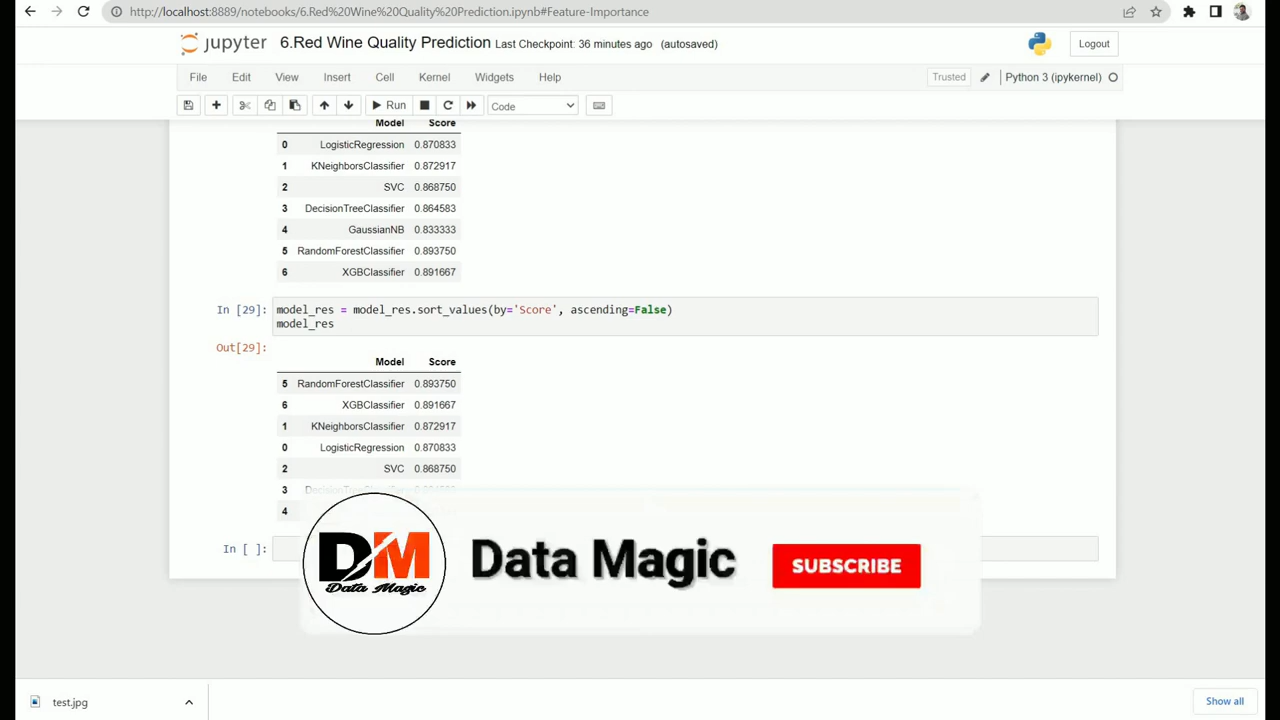 http://localhost:8889/notebooks/6.Red%20Wine%20Quality%20Prediction.ipynb#Feature-Importance
jupyter 6.Red Wine Quality Prediction Last Checkpoint: 36 minutes ago (autosaved) Logout
File Edit View Insert Cell Kernel Widgets Help Trusted Python 3 (ipykernel)
Run Code
Model Score
0 LogisticRegression 0.870833
1 KNeighborsClassifier 0.872917
2 SVC 0.868750
3 DecisionTreeClassifier 0.864583
4 GaussianNB 0.833333
5 RandomForestClassifier 0.893750
6 XGBClassifier 0.891667
In [29]: model_res = model_res.sort_values(by='Score', ascending=False)
model_res
Out[29]:
Model Score
5 RandomForestClassifier 0.893750
6 XGBClassifier 0.891667
1 KNeighborsClassifier 0.872917
0 LogisticRegression 0.870833
2 SVC 0.868750
3 DecisionTreeClassifier
4
In [ ]:
DM
Data Magic
Data Magic
SUBSCRIBE
test.jpg Show all